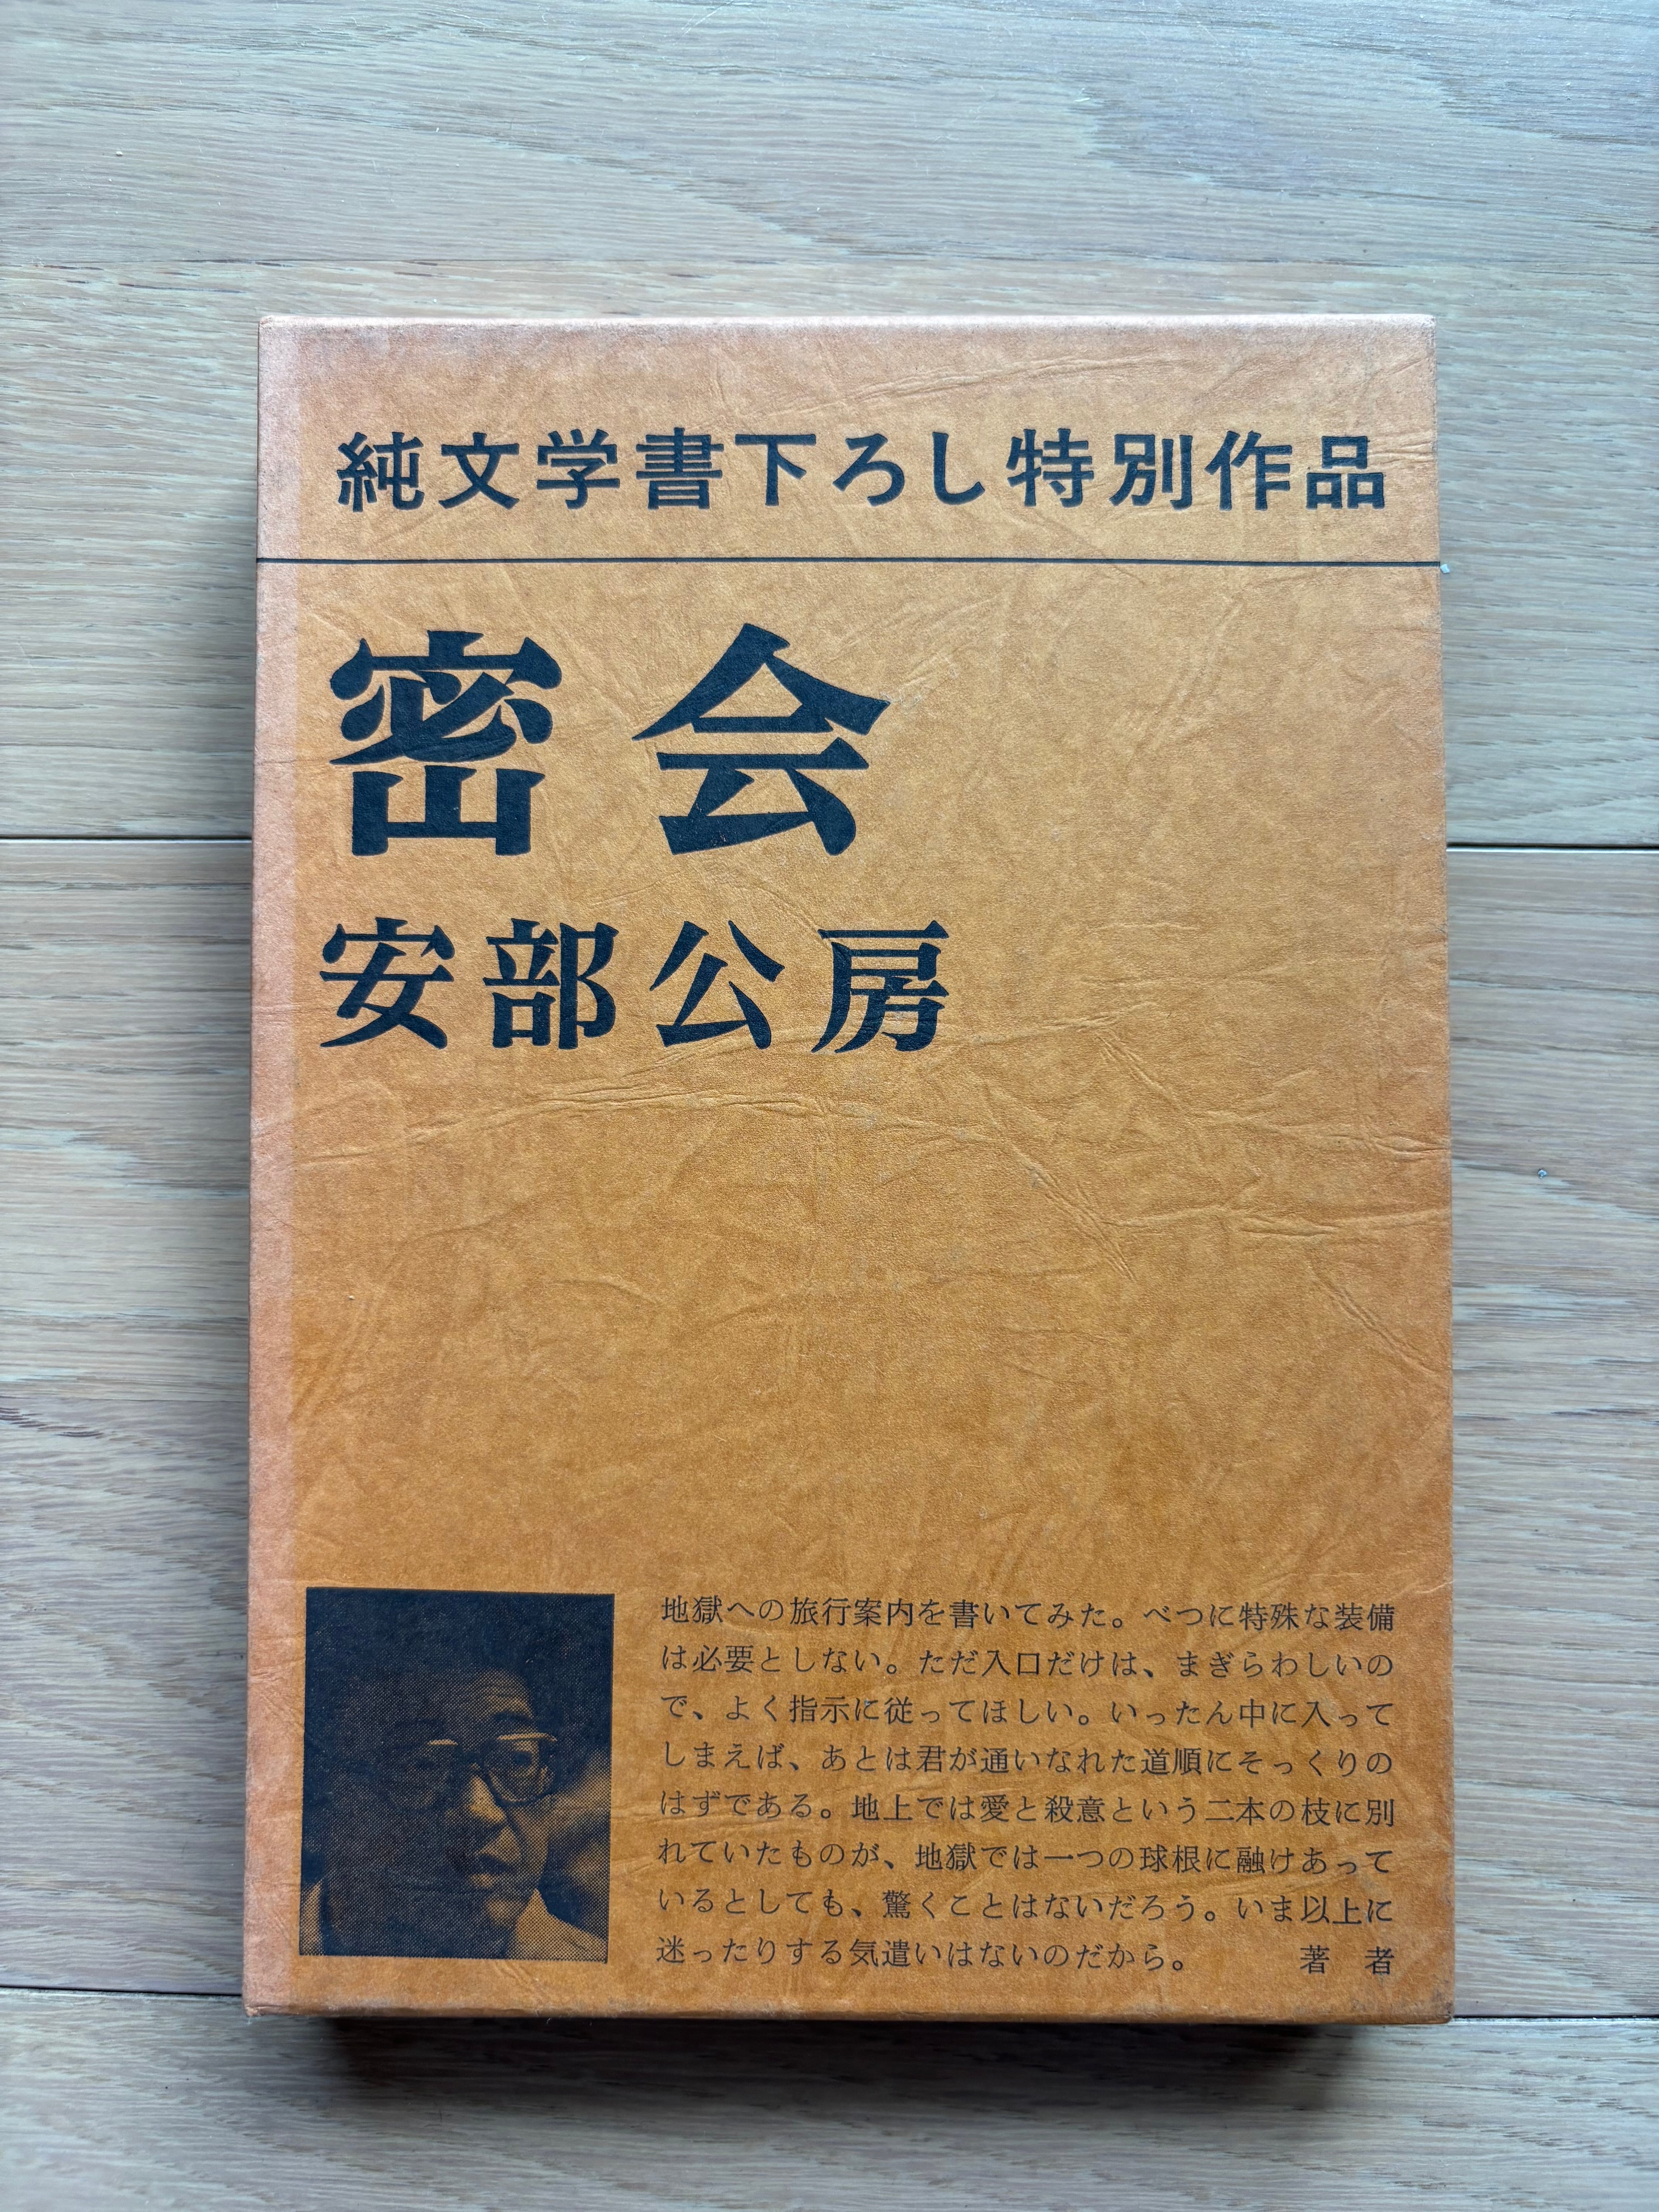 純文学書下ろし特別作品
密会
安部公房
地獄への旅行案内を書いてみた。べつに特殊な装備
は必要としない。ただ入口だけは、まぎらわしいの
で、よく指示に従ってほしい。いったん中に入って
しまえば、あとは君が通いなれた道順にそっくりの
はずである。地上では愛と殺意という二本の枝に別
れていたものが、地獄では一つの球根に融けあって
いるとしても、驚くことはないだろう。いま以上に
迷ったりする気遣いはないのだから。　著者